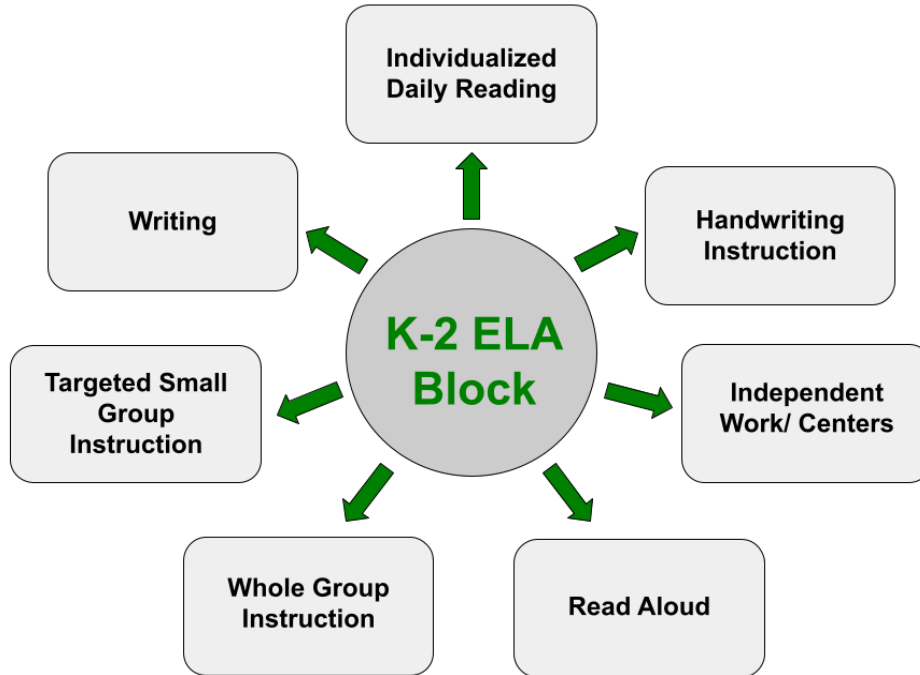 Individualized
Daily Reading
Writing
Handwriting
Instruction
K-2 ELA
Block
Targeted Small
Group
Instruction
Independent
Work/ Centers
Whole Group
Instruction
Read Aloud